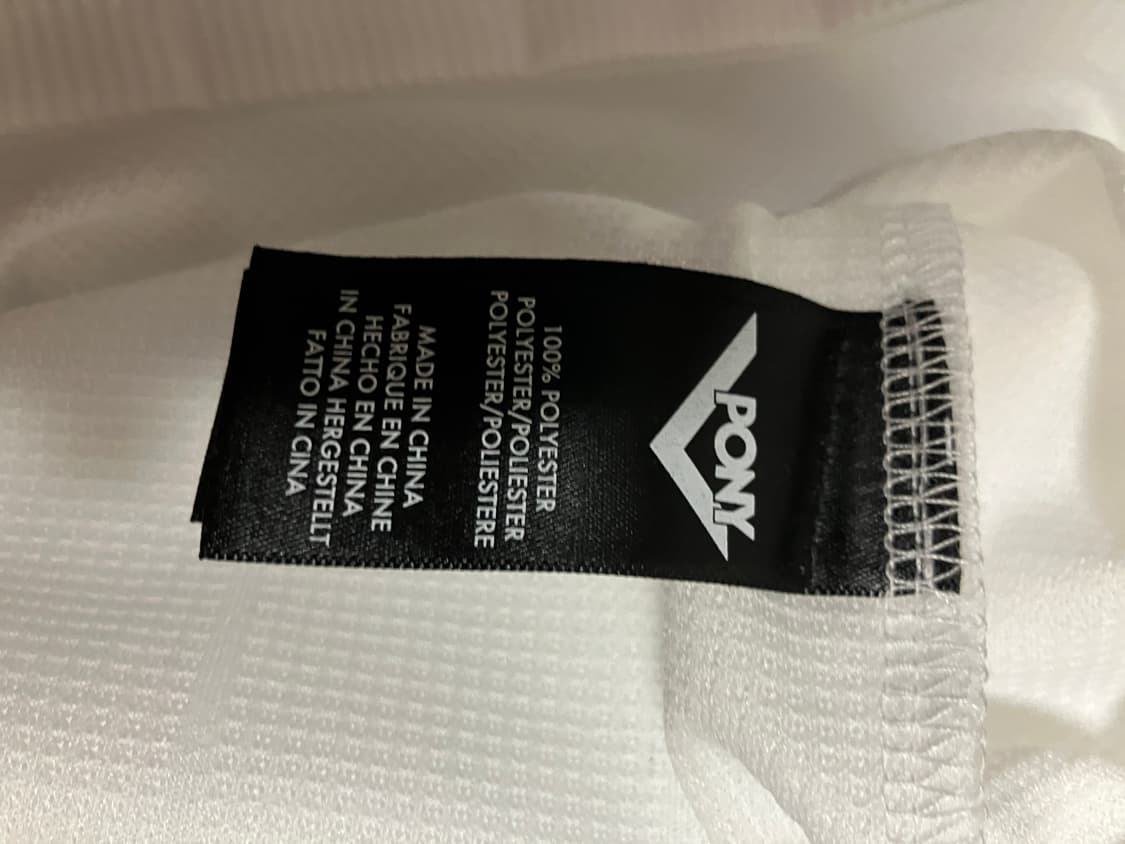 PONY
100% POLYESTER
POLYESTER/POLIESTER
POLYESTER/POLIESTERE
MADE IN CHINA
FABRIQUE EN CHINE
HECHO EN CHINA
IN CHINA HERGESTELLT
FATTO IN CINA